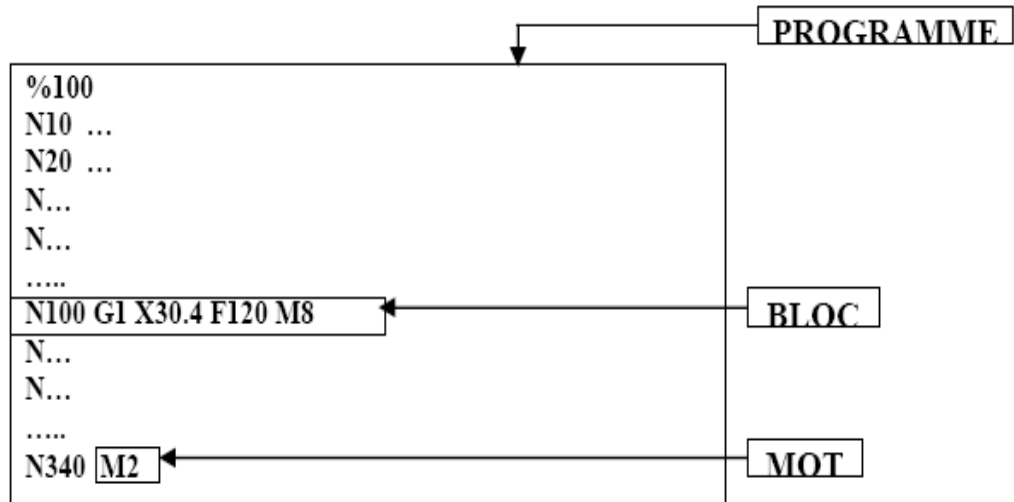 PROGRAMME
%100
N10 ...
N20 ...
N...
N...
.....
N100 G1 X30.4 F120 M8
BLOC
N...
N...
.....
N340 M2
MOT